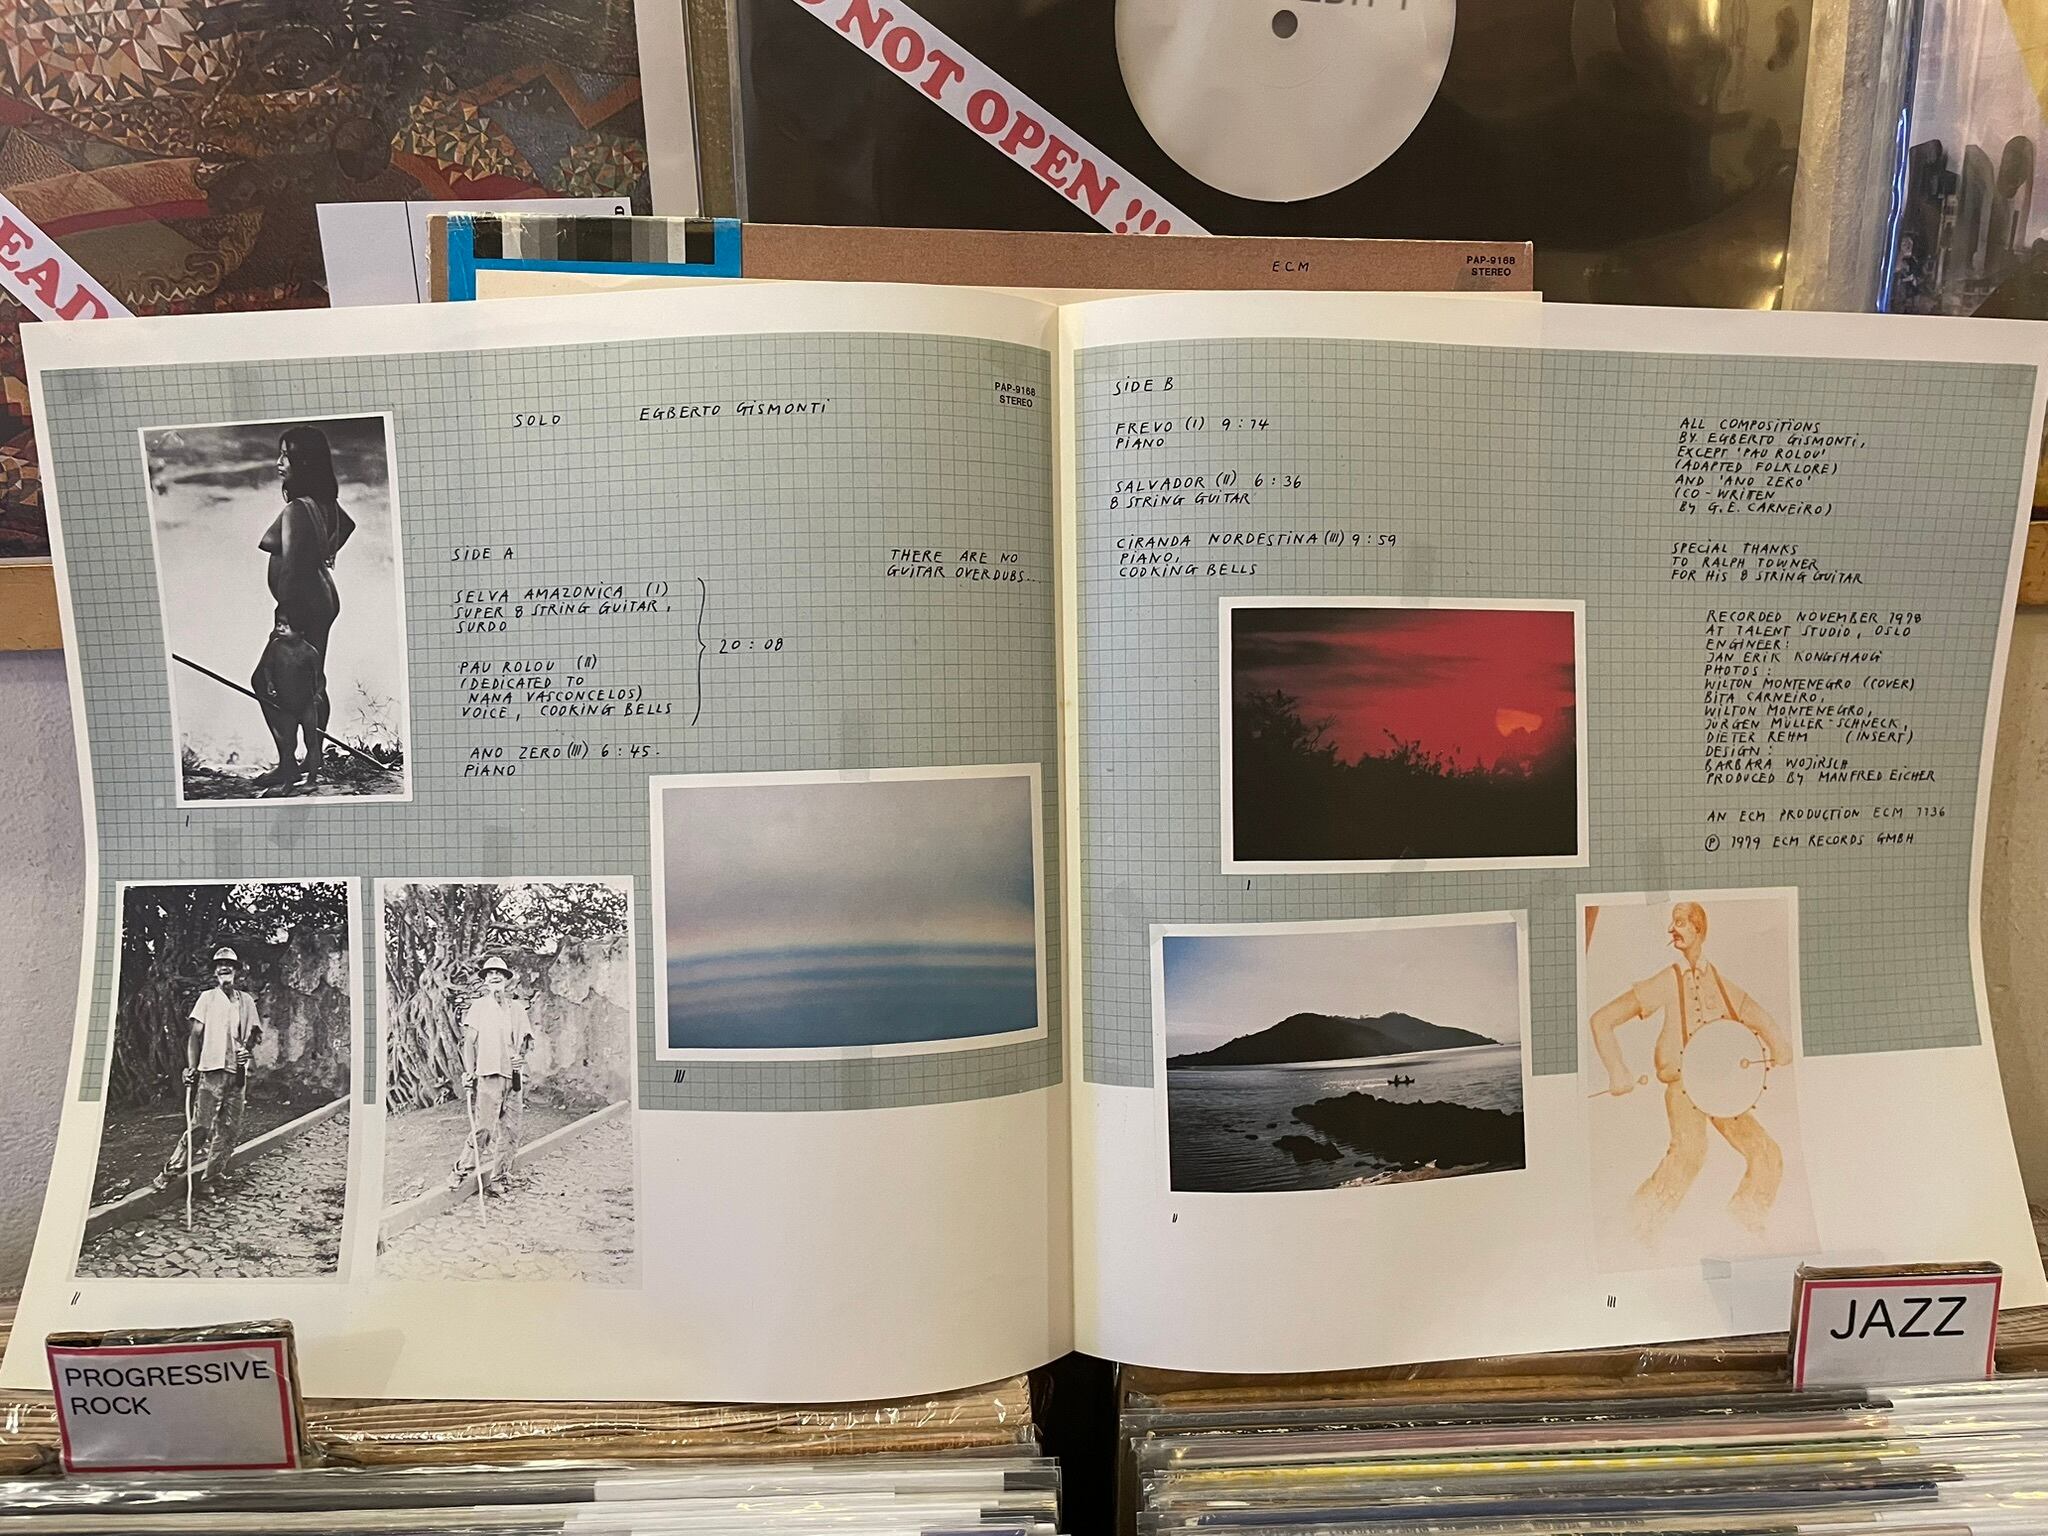 NOT OPEN !!!
EAD
ECM
PAP-9168
STEREO
PAP-9168
STEREO
SOLO EGBERTO GISMONTI
SIDE A
SELVA AMAZONICA (I)
SUPER 8 STRING GUITAR,
SURDO
PAU ROLOU (II)
(DEDICATED TO
NANA VASCONCELOS)
VOICE, COOKING BELLS
20:08
ANO ZERO (III) 6:45.
PIANO
THERE ARE NO
GUITAR OVERDUBS...
I
II
III
SIDE B
FREVO (I) 9:14
PIANO
SALVADOR (II) 6:36
8 STRING GUITAR
CIRANDA NORDESTINA (III) 9:59
PIANO,
COOKING BELLS
ALL COMPOSITIONS
BY EGBERTO GISMONTI,
EXCEPT 'PAU ROLOU'
(ADAPTED FOLKLORE)
AND 'ANO ZERO'
(CO-WRITTEN
BY G.E. CARNEIRO)
SPECIAL THANKS
TO RALPH TOWNER
FOR HIS 8 STRING GUITAR
RECORDED NOVEMBER 1978
AT TALENT STUDIO, OSLO
ENGINEER:
JAN ERIK KONGSHAUG
PHOTOS:
WILTON MONTENEGRO (COVER)
BITA CARNEIRO,
WILTON MONTENEGRO,
JÜRGEN MÜLLER-SCHNECK,
DIETER REHM (INSERT)
DESIGN:
BARBARA WOJIRSCH
PRODUCED BY MANFRED EICHER
AN ECM PRODUCTION ECM 1136
Ⓟ 1979 ECM RECORDS GMBH
I
II
III
PROGRESSIVE
ROCK
JAZZ